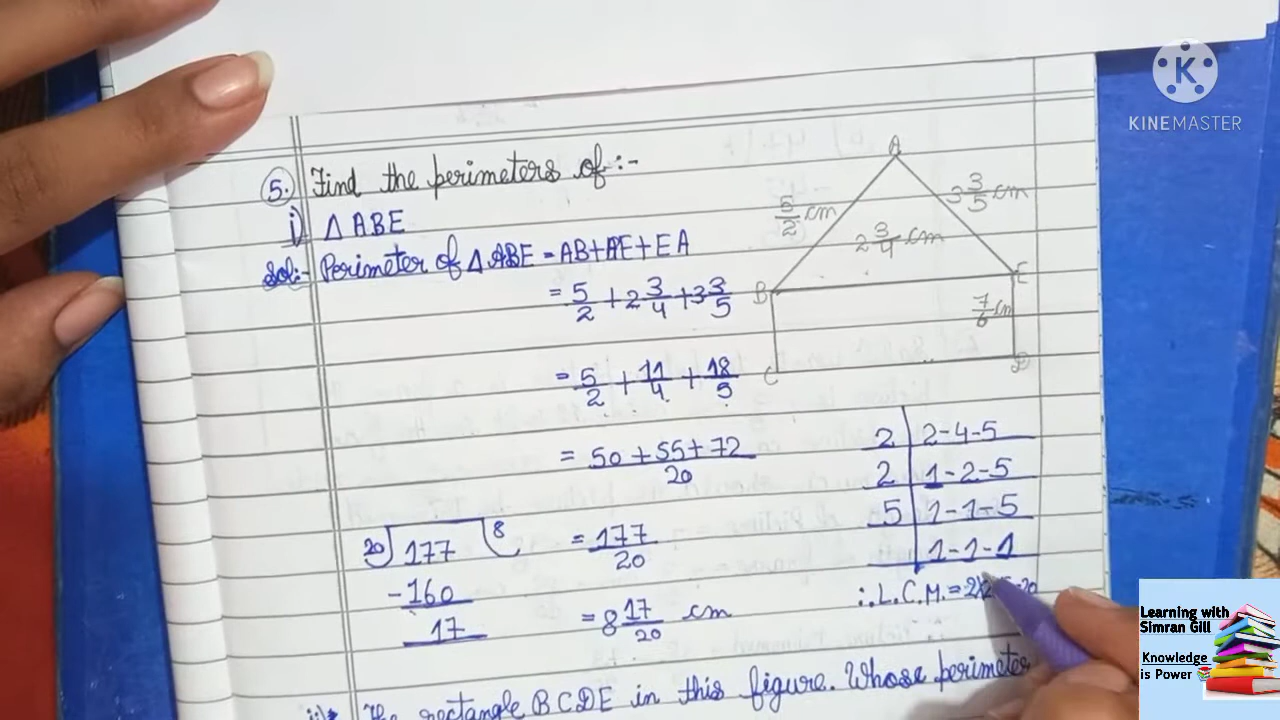 5. Find the perimeters of :-
i) Δ ABE
Sol:- Perimeter of Δ ABE = AB+BE+EA
= 5/2 + 2 3/4 + 3 3/5
= 5/2 + 11/4 + 18/5
= 50 + 55 + 72 / 20
= 177/20
= 8 17/20 cm
20 ) 177 ( 8
-160
17
A
5/2 cm
3 3/5 cm
2 3/4 cm
B
E
7/6 cm
C
D
2 | 2-4-5
2 | 1-2-5
5 | 1-1-5
1-1-1
∴ L.C.M. = 2×2
20
ii) The rectangle BCDE in this figure. Whose perimeter
K
KINEMASTER
Learning with
Simran Gill
Knowledge
is Power